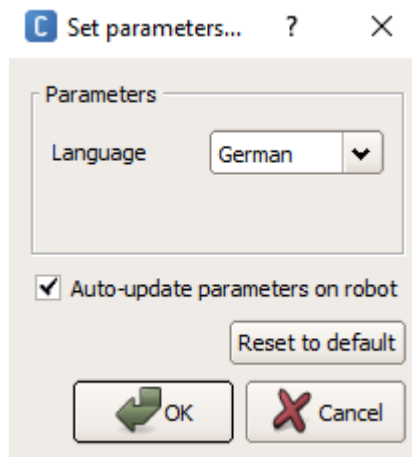 C Set parameters... ?
Parameters
Language German
Auto-update parameters on robot
Reset to default
OK Cancel